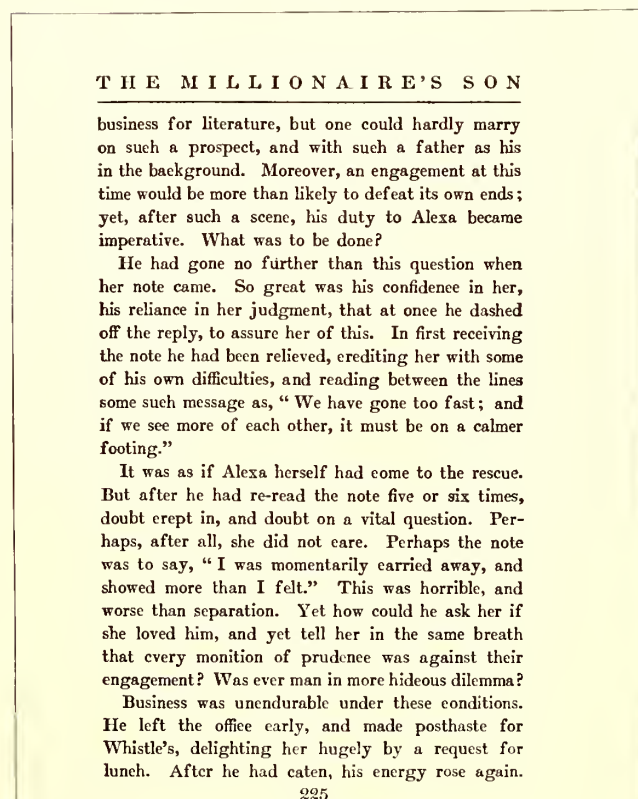 THE MILLIONAIRE'S SON
business for literature, but one could hardly marry
on such a prospect, and with such a father as his
in the background. Moreover, an engagement at this
time would be more than likely to defeat its own ends;
yet, after such a scene, his duty to Alexa became
imperative. What was to be done?
He had gone no further than this question when
her note came. So great was his confidence in her,
his reliance in her judgment, that at once he dashed
off the reply, to assure her of this. In first receiving
the note he had been relieved, crediting her with some
of his own difficulties, and reading between the lines
some such message as, “ We have gone too fast; and
if we see more of each other, it must be on a calmer
footing.”
It was as if Alexa herself had come to the rescue.
But after he had re-read the note five or six times,
doubt crept in, and doubt on a vital question. Per-
haps, after all, she did not care. Perhaps the note
was to say, “ I was momentarily carried away, and
showed more than I felt.” This was horrible, and
worse than separation. Yet how could he ask her if
she loved him, and yet tell her in the same breath
that every monition of prudence was against their
engagement? Was ever man in more hideous dilemma?
Business was unendurable under these conditions.
He left the office early, and made posthaste for
Whistle's, delighting her hugely by a request for
lunch. After he had eaten, his energy rose again.
225